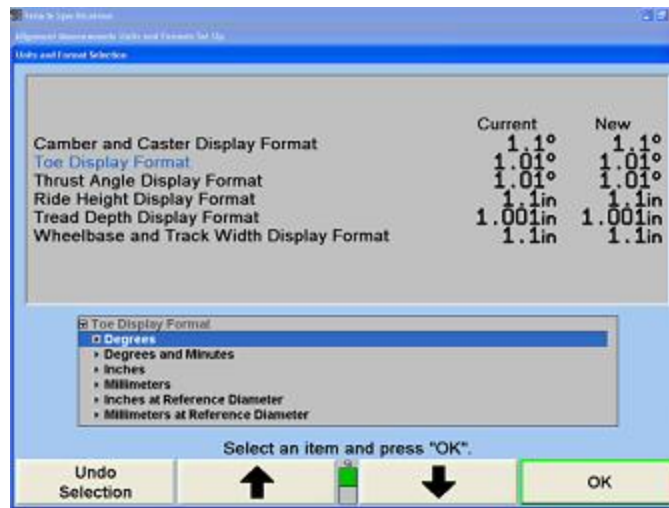 Units and Format Selection
Current New
Camber and Caster Display Format 1.1° 1.1°
Toe Display Format 1.01° 1.01°
Thrust Angle Display Format 1.01° 1.01°
Ride Height Display Format 1.1in 1.1in
Tread Depth Display Format 1.001in 1.001in
Wheelbase and Track Width Display Format 1.1in 1.1in
Toe Display Format
Degrees
Degrees and Minutes
Inches
Millimeters
Inches at Reference Diameter
Millimeters at Reference Diameter
Select an item and press "OK".
Undo
Selection
OK